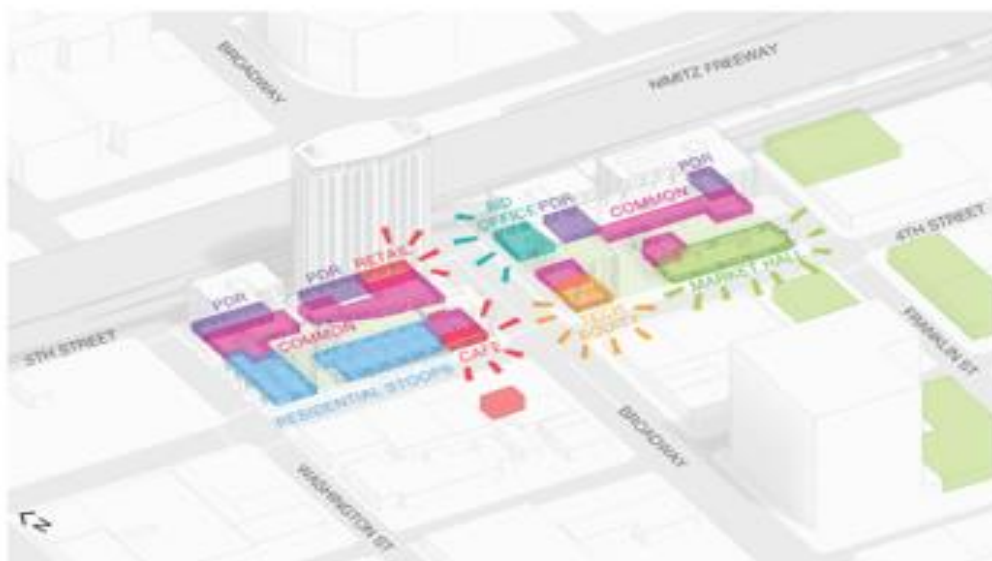 BROADWAY
NIMITZ FREEWAY
PDR
BID
OFFICE
PDR
COMMON
4TH STREET
RETAIL
PDR
MARKET HALL
PDR
COMMON
5TH STREET
FRANKLIN ST
CAFE
RESIDENTIAL STOOPS
BROADWAY
WASHINGTON ST
N